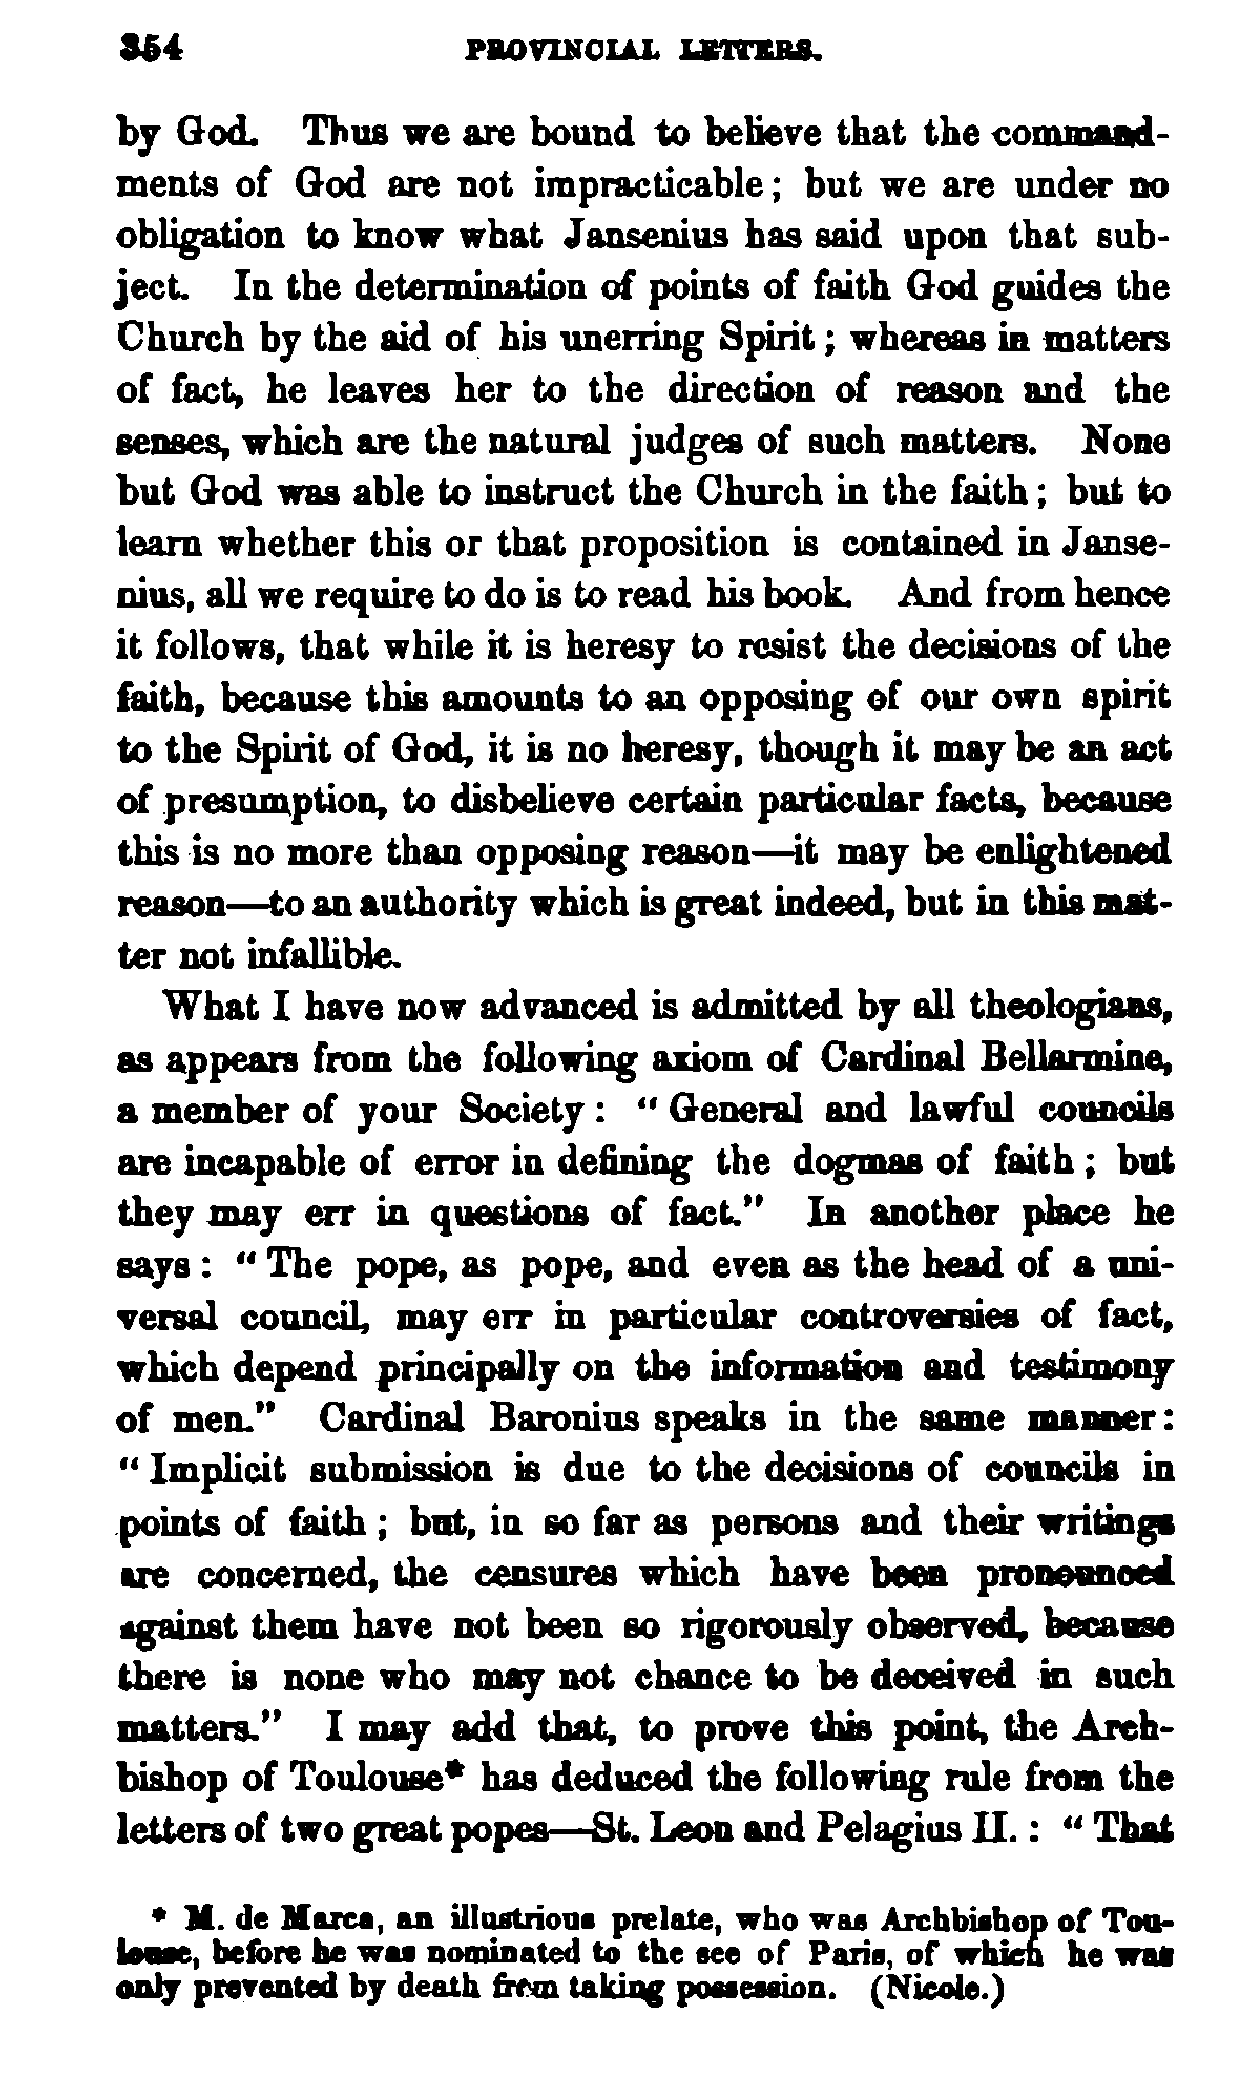 354 PROVINCIAL LETTERS.
by God. Thus we are bound to believe that the command-
ments of God are not impracticable; but we are under no
obligation to know what Jansenius has said upon that sub-
ject. In the determination of points of faith God guides the
Church by the aid of his unerring Spirit; whereas in matters
of fact, he leaves her to the direction of reason and the
senses, which are the natural judges of such matters. None
but God was able to instruct the Church in the faith; but to
learn whether this or that proposition is contained in Janse-
nius, all we require to do is to read his book. And from hence
it follows, that while it is heresy to resist the decisions of the
faith, because this amounts to an opposing of our own spirit
to the Spirit of God, it is no heresy, though it may be an act
of presumption, to disbelieve certain particular facts, because
this is no more than opposing reason—it may be enlightened
reason—to an authority which is great indeed, but in this mat-
ter not infallible.
What I have now advanced is admitted by all theologians,
as appears from the following axiom of Cardinal Bellarmine,
a member of your Society: "General and lawful councils
are incapable of error in defining the dogmas of faith; but
they may err in questions of fact." In another place he
says: "The pope, as pope, and even as the head of a uni-
versal council, may err in particular controversies of fact,
which depend principally on the information and testimony
of men." Cardinal Baronius speaks in the same manner:
"Implicit submission is due to the decisions of councils in
points of faith; but, in so far as persons and their writings
are concerned, the censures which have been pronounced
against them have not been so rigorously observed, because
there is none who may not chance to be deceived in such
matters." I may add that, to prove this point, the Arch-
bishop of Toulouse* has deduced the following rule from the
letters of two great popes—St. Leon and Pelagius II.: "That
* M. de Marca, an illustrious prelate, who was Archbishop of Tou-
louse, before he was nominated to the see of Paris, of which he was
only prevented by death from taking possession. (Nicole.)